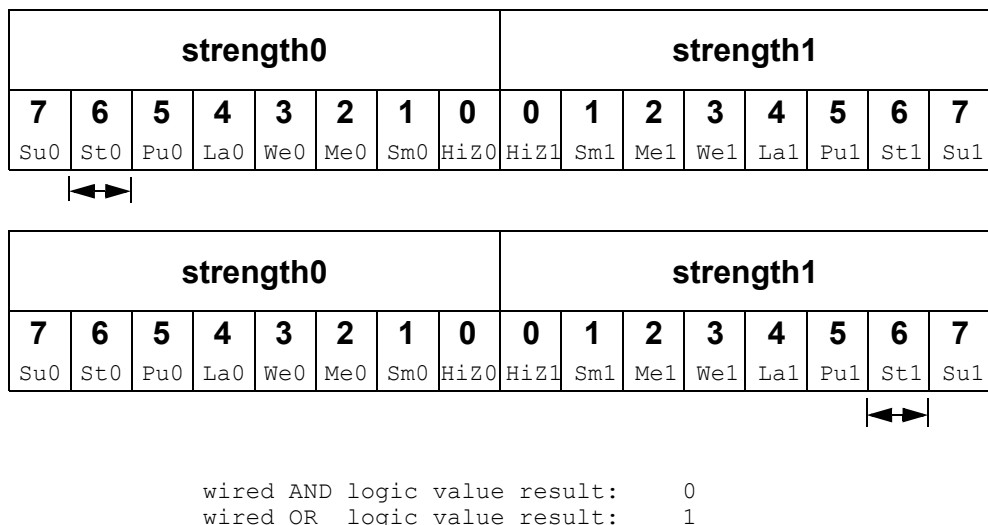 strength0 strength1
7 6 5 4 3 2 1 0 0 1 2 3 4 5 6 7
Su0 St0 Pu0 La0 We0 Me0 Sm0 HiZ0 HiZ1 Sm1 Me1 We1 La1 Pu1 St1 Su1
strength0 strength1
7 6 5 4 3 2 1 0 0 1 2 3 4 5 6 7
Su0 St0 Pu0 La0 We0 Me0 Sm0 HiZ0 HiZ1 Sm1 Me1 We1 La1 Pu1 St1 Su1
wired AND logic value result: 0
wired OR logic value result: 1